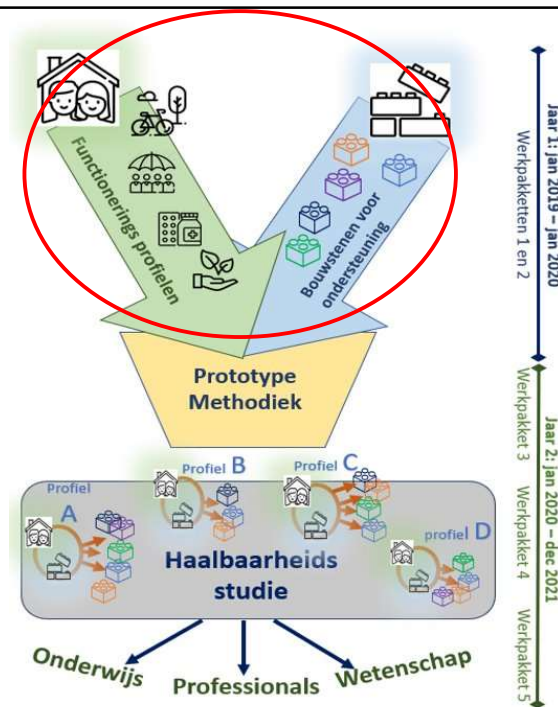 Functionerings profielen
Bouwstenen voor
ondersteuning
Prototype
Methodiek
Profiel
A
Profiel B
Profiel C
profiel D
Haalbaarheids
studie
Onderwijs
Professionals
Wetenschap
Jaar 1: jan 2019 – jan 2020
Werkpakketten 1 en 2
Jaar 2: jan 2020 – dec 2021
Werkpakket 3
Werkpakket 4
Werkpakket 5